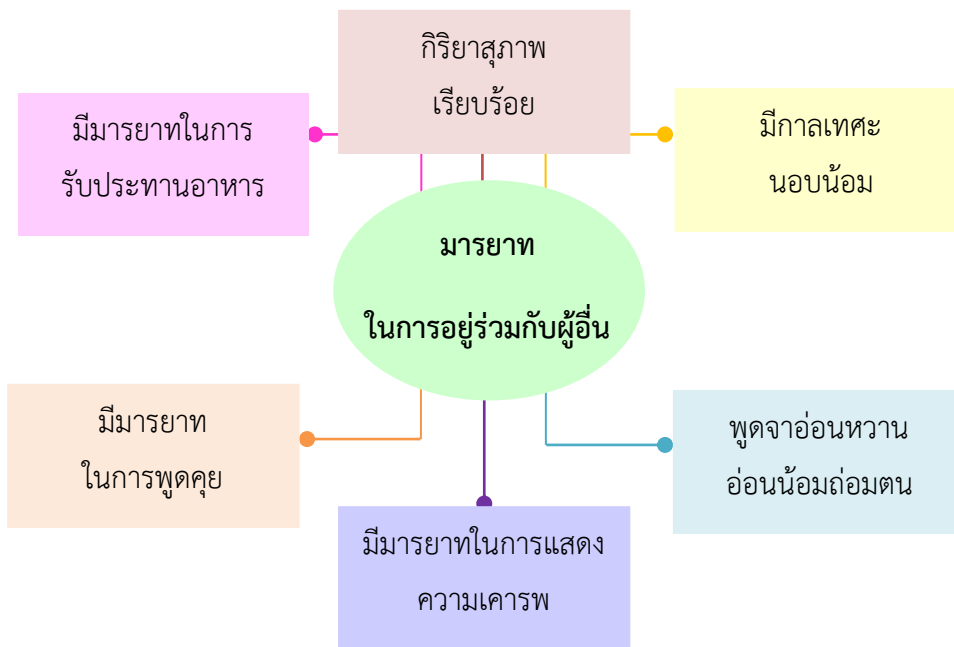 กิริยาสุภาพ
เรียบร้อย
มีมารยาทในการ
รับประทานอาหาร
มีกาลเทศะ
นอบน้อม
มารยาท
ในการอยู่ร่วมกับผู้อื่น
มีมารยาท
ในการพูดคุย
พูดจาอ่อนหวาน
อ่อนน้อมถ่อมตน
มีมารยาทในการแสดง
ความเคารพ